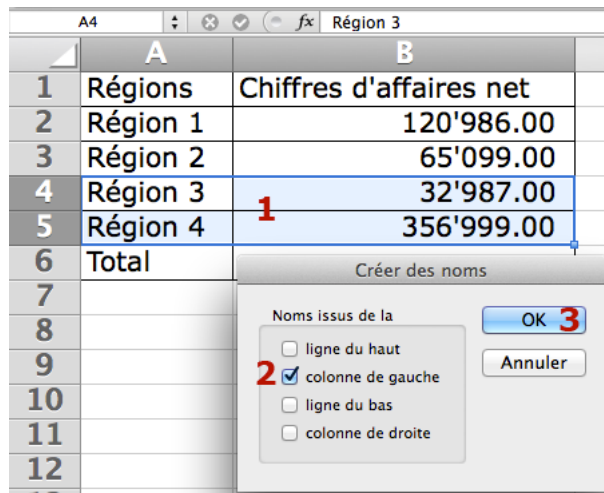 A4 fx Région 3
A B
1 Régions Chiffres d'affaires net
2 Région 1 120'986.00
3 Région 2 65'099.00
4 Région 3 32'987.00
1
5 Région 4 356'999.00
6 Total
Créer des noms
7
Noms issus de la
OK 3
8
ligne du haut
9
2 colonne de gauche
Annuler
10
ligne du bas
11
colonne de droite
12